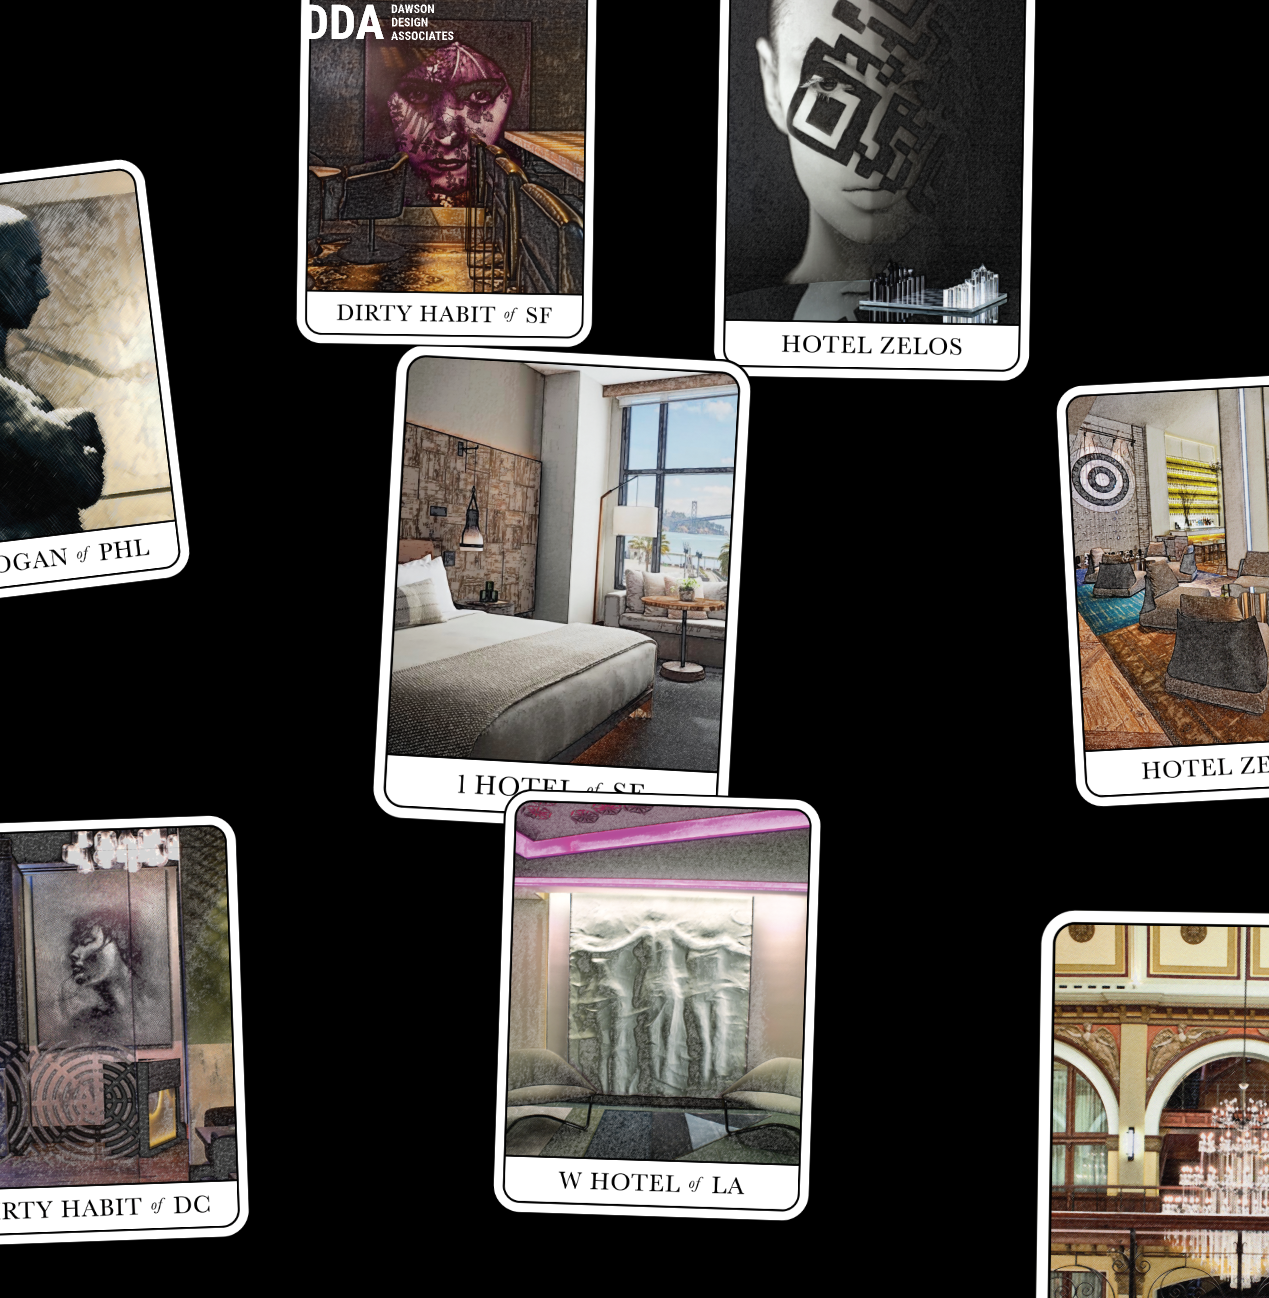 DDA
DAWSON
DESIGN
ASSOCIATES
DIRTY HABIT of SF
HOTEL ZELOS
OGAN of PHL
1 HOTEL of SF
HOTEL ZE
RTY HABIT of DC
W HOTEL of LA